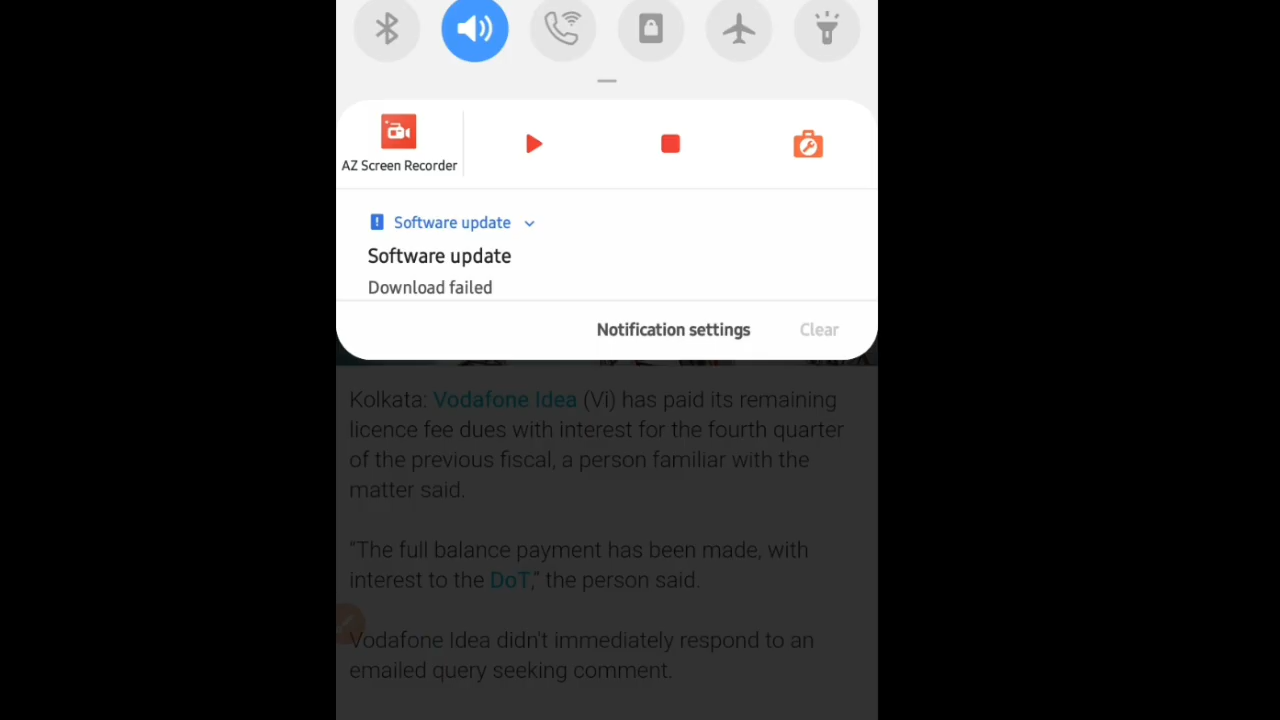 AZ Screen Recorder
Software update
Software update
Download failed
Notification settings Clear
Kolkata: Vodafone Idea (Vi) has paid its remaining
licence fee dues with interest for the fourth quarter
of the previous fiscal, a person familiar with the
matter said.
"The full balance payment has been made, with
interest to the DoT," the person said.
Vodafone Idea didn't immediately respond to an
emailed query seeking comment.